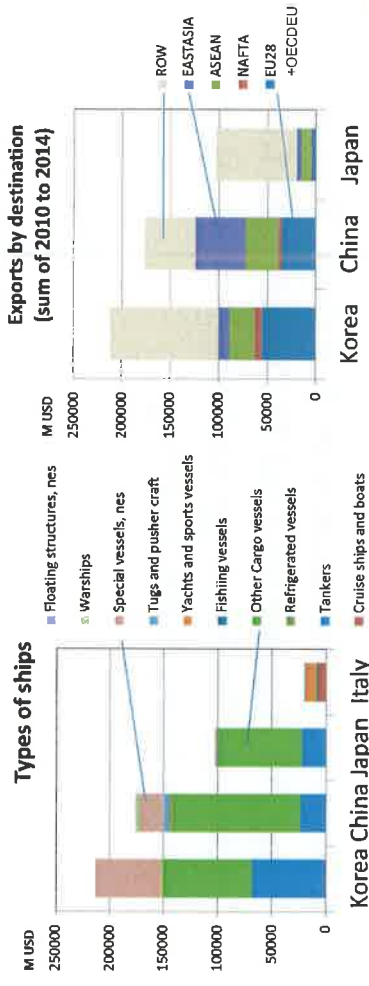 Types of ships
M USD
250000
200000
150000
100000
50000
0
Korea China Japan Italy
Floating structures, nes
Warships
Special vessels, nes
Tugs and pusher craft
Yachts and sports vessels
Fishiing vessels
Other Cargo vessels
Refrigerated vessels
Tankers
Cruise ships and boats
Exports by destination
(sum of 2010 to 2014)
M USD
250000
200000
150000
100000
50000
0
Korea China Japan
ROW
EASTASIA
ASEAN
NAFTA
EU28
+OECDEU